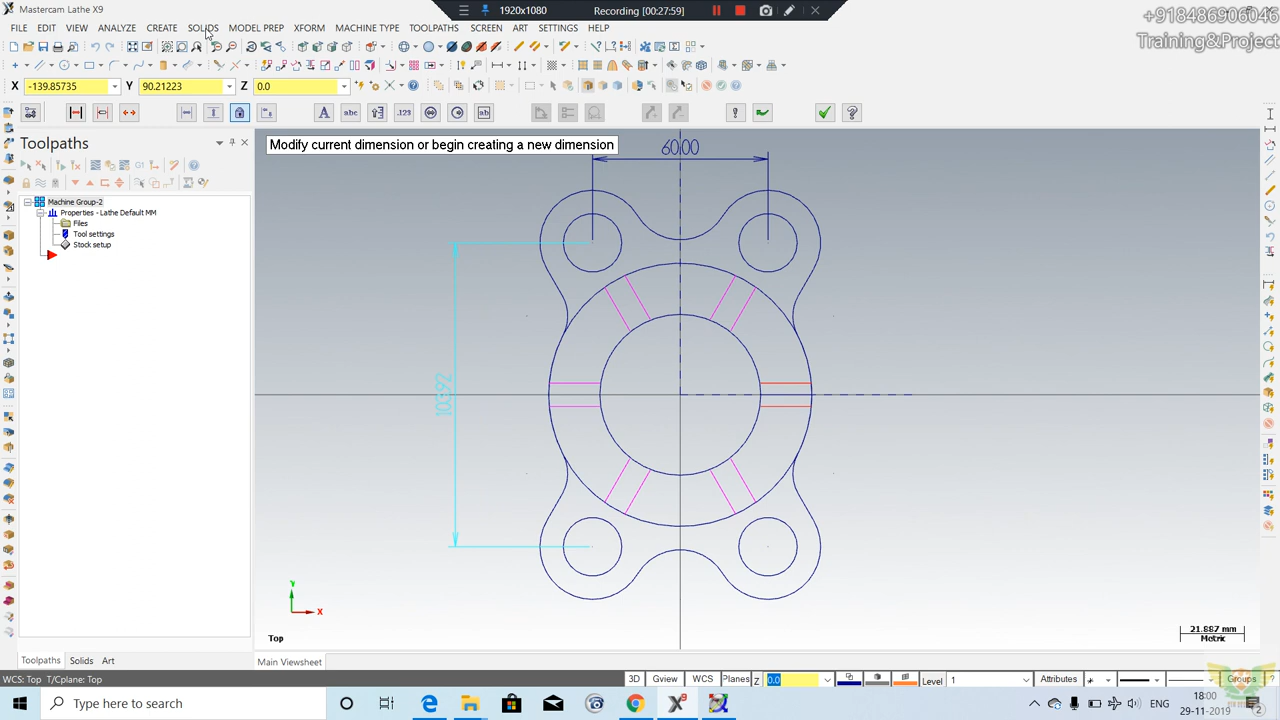 Mastercam Lathe X9
1920x1080
Recording (00:27:59)
+918486906046
Training&Project
FILE EDIT VIEW ANALYZE CREATE SOLIDS MODEL PREP XFORM MACHINE TYPE TOOLPATHS SCREEN ART SETTINGS HELP
X -139.85735 Y 90.21223 Z 0.0
Toolpaths
Modify current dimension or begin creating a new dimension
Machine Group-2
Properties - Lathe Default MM
Files
Tool settings
Stock setup
60.00
103.92
Y
X
Top
21.887 mm
Metric
Toolpaths Solids Art
Main Viewsheet
WCS: Top T/Cplane: Top
3D Gview WCS Planes Z 0.0 Level 1 Attributes Groups ?
Type here to search
ENG
18:00
29-11-2019
2